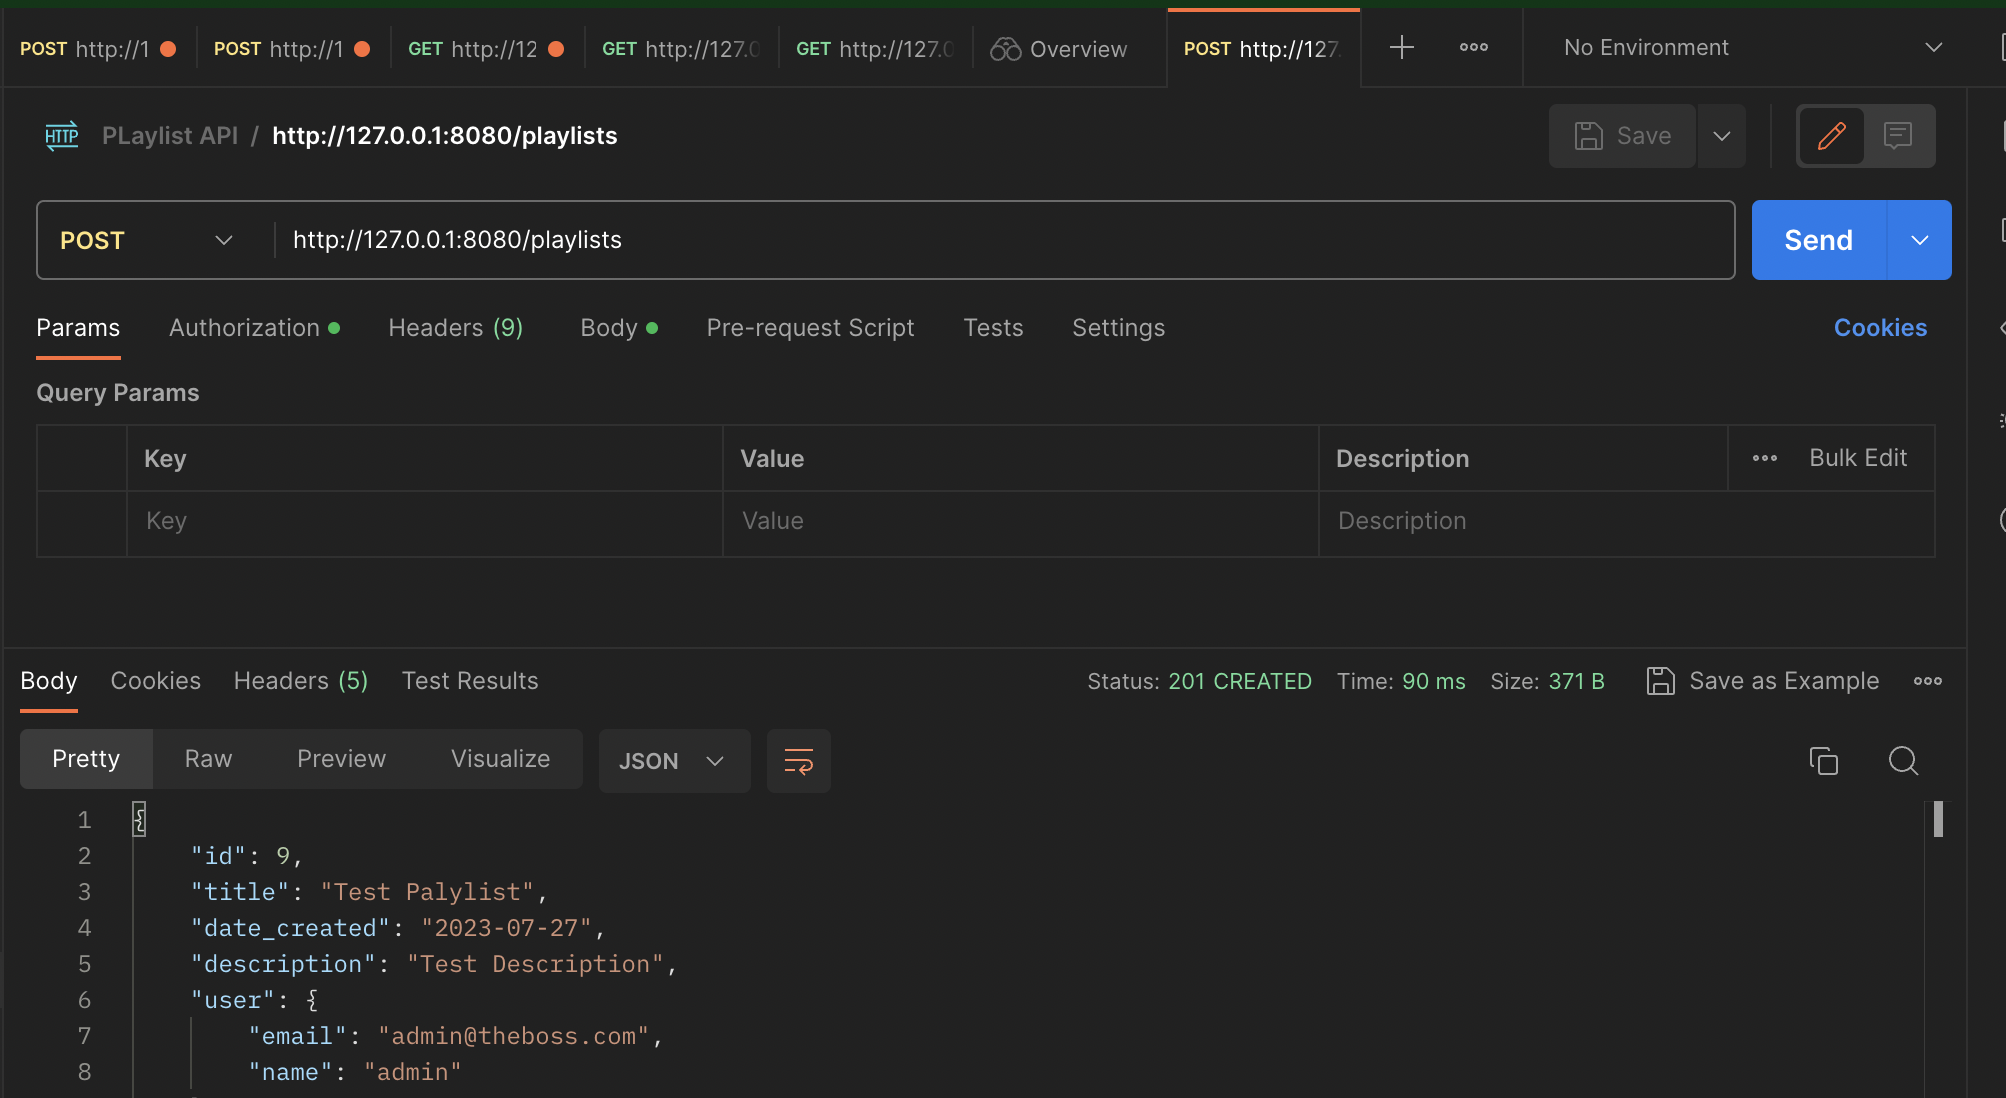 POST http://1 POST http://1 GET http://12 GET http://127.0 GET http://127.0 Overview POST http://127. No Environment
HTTP PLaylist API / http://127.0.0.1:8080/playlists Save
POST http://127.0.0.1:8080/playlists Send
Params Authorization Headers (9) Body Pre-request Script Tests Settings Cookies
Query Params
Key Value Description Bulk Edit
Key Value Description
Body Cookies Headers (5) Test Results Status: 201 CREATED Time: 90 ms Size: 371 B Save as Example
Pretty Raw Preview Visualize JSON
1 {
2 "id": 9,
3 "title": "Test Palylist",
4 "date_created": "2023-07-27",
5 "description": "Test Description",
6 "user": {
7 "email": "admin@theboss.com",
8 "name": "admin"